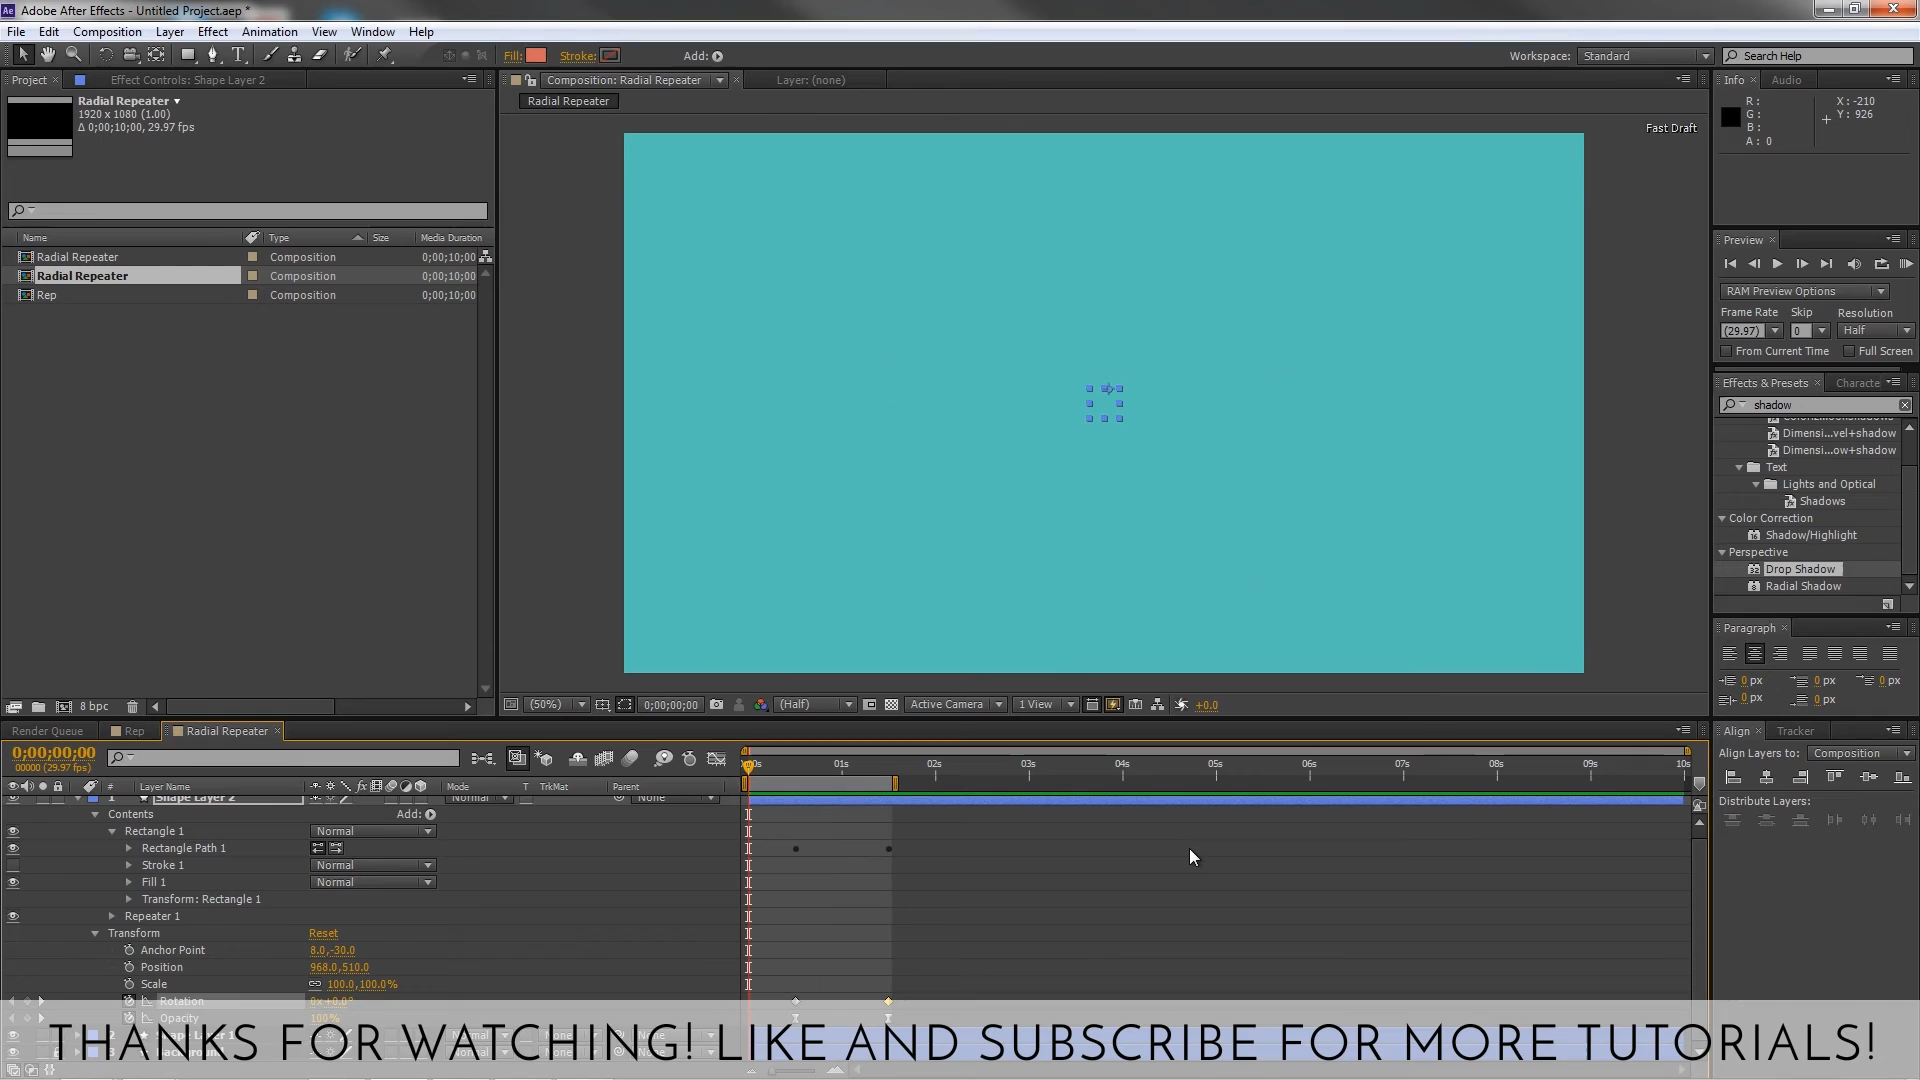 Adobe After Effects - Untitled Project.aep *
File Edit Composition Layer Effect Animation View Window Help
Fill: Stroke: Add: Workspace: Standard Search Help
Project Effect Controls: Shape Layer 2
Radial Repeater
1920 x 1080 (1.00)
Δ 0;00;10;00, 29.97 fps
Name Type Size Media Duration
Radial Repeater Composition 0;00;10;00
Radial Repeater Composition 0;00;10;00
Rep Composition 0;00;10;00
8 bpc
Composition: Radial Repeater Layer: (none)
Radial Repeater
Fast Draft
(50%) 0;00;00;00 (Half) Active Camera 1 View +0.0
Info Audio
R: X: -210
G: Y: 926
B:
A: 0
Preview
RAM Preview Options
Frame Rate Skip Resolution
(29.97) 0 Half
From Current Time Full Screen
Effects & Presets Characte
shadow
Dimensi...vel+shadow
Dimensi...ow+shadow
Text
Lights and Optical
Shadows
Color Correction
Shadow/Highlight
Perspective
Drop Shadow
Radial Shadow
Paragraph
0 px 0 px 0 px
0 px 0 px
Align Tracker
Align Layers to: Composition
Distribute Layers:
Render Queue Rep Radial Repeater
0;00;00;00
00000 (29.97 fps)
# Layer Name Mode T TrkMat Parent
01s 02s 03s 04s 05s 06s 07s 08s 09s 10s
1 Shape Layer 2 Normal None
Contents Add:
Rectangle 1 Normal
Rectangle Path 1
Stroke 1 Normal
Fill 1 Normal
Transform: Rectangle 1
Repeater 1
Transform Reset
Anchor Point 8.0,-30.0
Position 968.0,510.0
Scale 100.0,100.0%
Rotation 0x+0.0°
Opacity 100%
THANKS FOR WATCHING! LIKE AND SUBSCRIBE FOR MORE TUTORIALS!